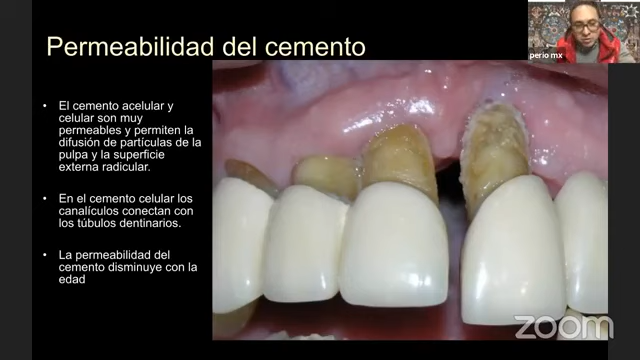 Permeabilidad del cemento
perio mx
• El cemento acelular y
celular son muy
permeables y permiten la
difusión de partículas de la
pulpa y la superficie
externa radicular.
• En el cemento celular los
canalículos conectan con
los túbulos dentinarios.
• La permeabilidad del
cemento disminuye con la
edad
zoom